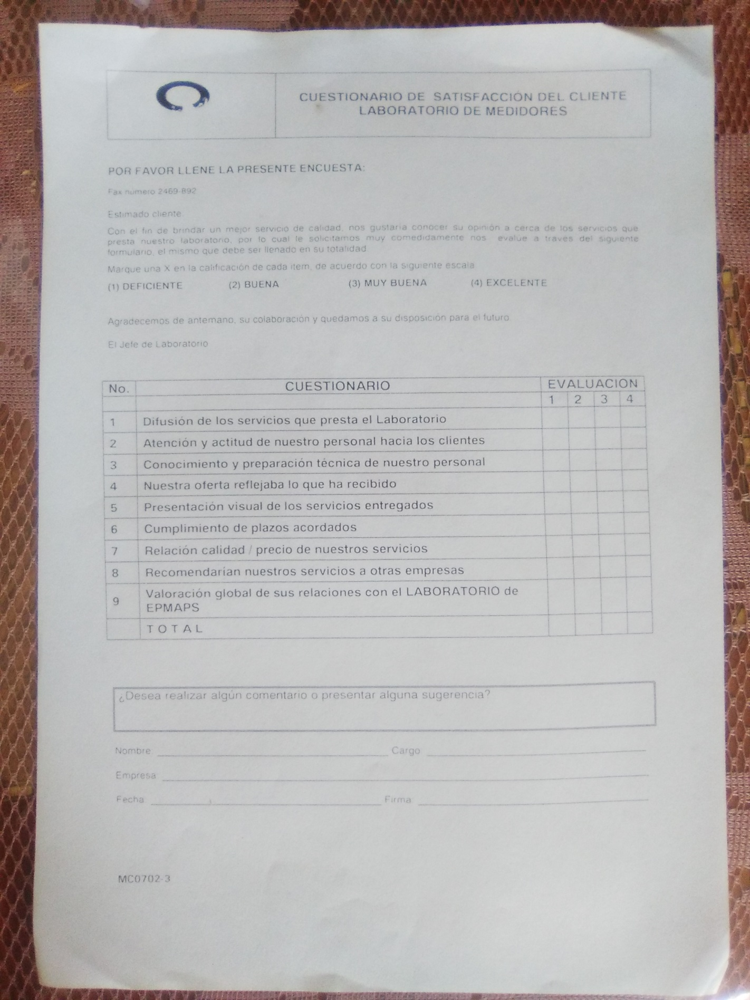 CUESTIONARIO DE SATISFACCIÓN DEL CLIENTE
LABORATORIO DE MEDIDORES
POR FAVOR LLENE LA PRESENTE ENCUESTA:
Fax numero 2469-892
Estimado cliente.
Con el fin de brindar un mejor servicio de calidad, nos gustaría conocer su opinión a cerca de los servicios que
presta nuestro laboratorio, por lo cual le solicitamos muy comedidamente nos evalue a traves del siguiente
formulario, el mismo que debe ser llenado en su totalidad.
Marque una X en la calificación de cada item, de acuerdo con la siguiente escala
(1) DEFICIENTE (2) BUENA (3) MUY BUENA (4) EXCELENTE
Agradecemos de antemano, su colaboración y quedamos a su disposición para el futuro.
El Jefe de Laboratorio
No. CUESTIONARIO EVALUACION
1 2 3 4
1 Difusión de los servicios que presta el Laboratorio
2 Atención y actitud de nuestro personal hacia los clientes
3 Conocimiento y preparación técnica de nuestro personal
4 Nuestra oferta reflejaba lo que ha recibido
5 Presentación visual de los servicios entregados
6 Cumplimiento de plazos acordados
7 Relación calidad / precio de nuestros servicios
8 Recomendarían nuestros servicios a otras empresas
9 Valoración global de sus relaciones con el LABORATORIO de
EPMAPS
T O T A L
¿Desea realizar algún comentario o presentar alguna sugerencia?
Nombre Cargo
Empresa
Fecha Firma
MC0702-3